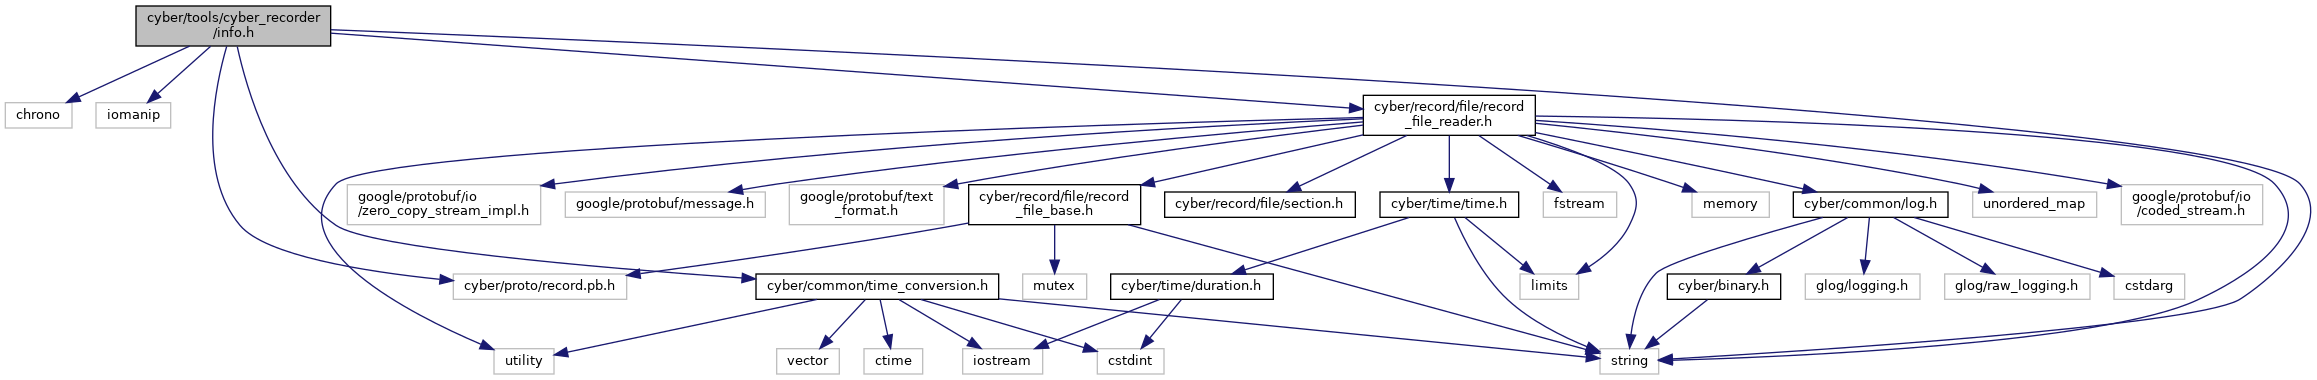 cyber/tools/cyber_recorder
/info.h
chrono
iomanip
cyber/record/file/record
_file_reader.h
google/protobuf/io
/zero_copy_stream_impl.h
google/protobuf/message.h
google/protobuf/text
_format.h
cyber/record/file/record
_file_base.h
cyber/record/file/section.h
cyber/time/time.h
fstream
memory
cyber/common/log.h
unordered_map
google/protobuf/io
/coded_stream.h
cyber/proto/record.pb.h
cyber/common/time_conversion.h
mutex
cyber/time/duration.h
limits
cyber/binary.h
glog/logging.h
glog/raw_logging.h
cstdarg
utility
vector
ctime
iostream
cstdint
string